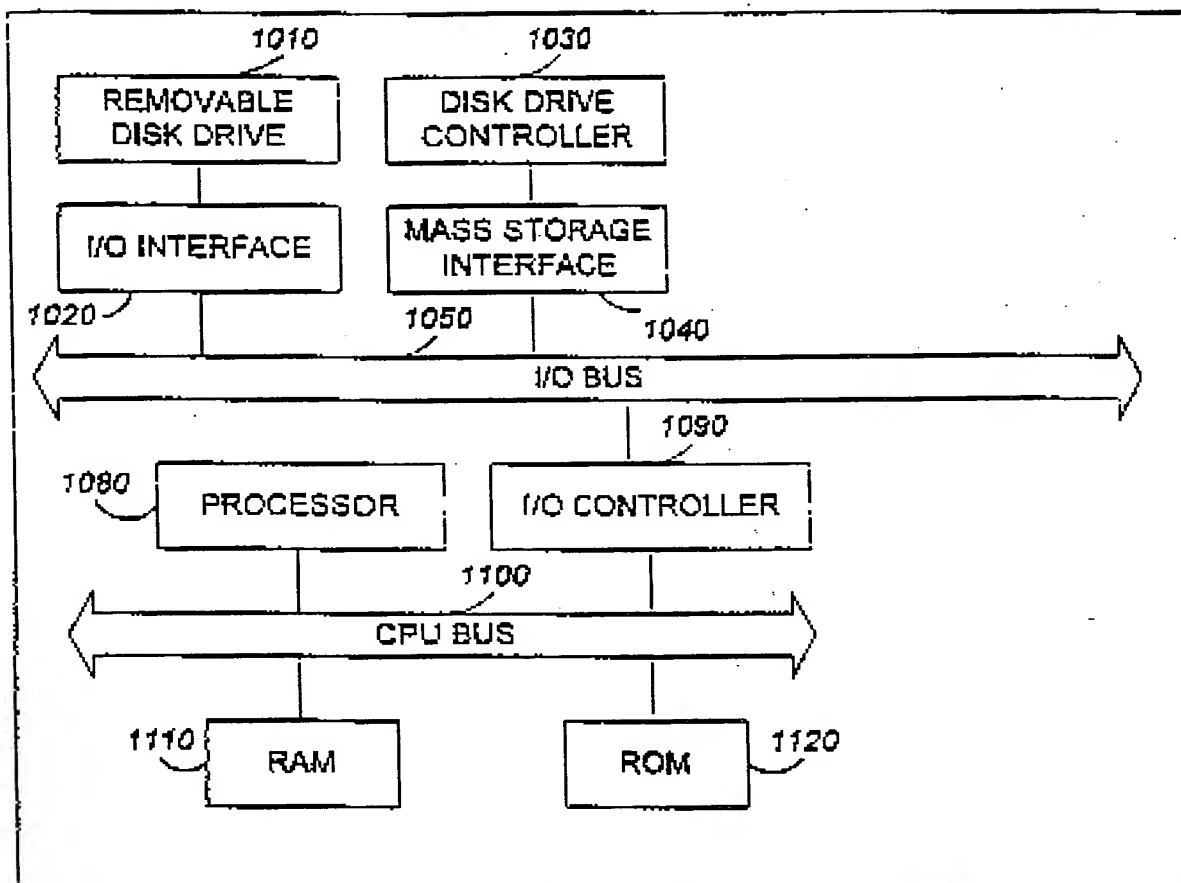 1010
1030
REMOVABLE
DISK DRIVE
DISK DRIVE
CONTROLLER
I/O INTERFACE
MASS STORAGE
INTERFACE
1020
1050
1040
I/O BUS
1090
1080
PROCESSOR
I/O CONTROLLER
1100
CPU BUS
1110
RAM
ROM
1120